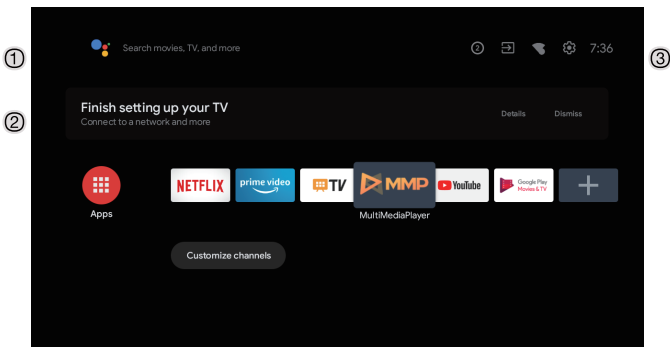 ①
Search movies, TV, and more
2
7:36
③
②
Finish setting up your TV
Connect to a network and more
Details
Dismiss
NETFLIX
prime video
TV
MMP
YouTube
Google Play
Movies & TV
Apps
MultiMediaPlayer
Customize channels